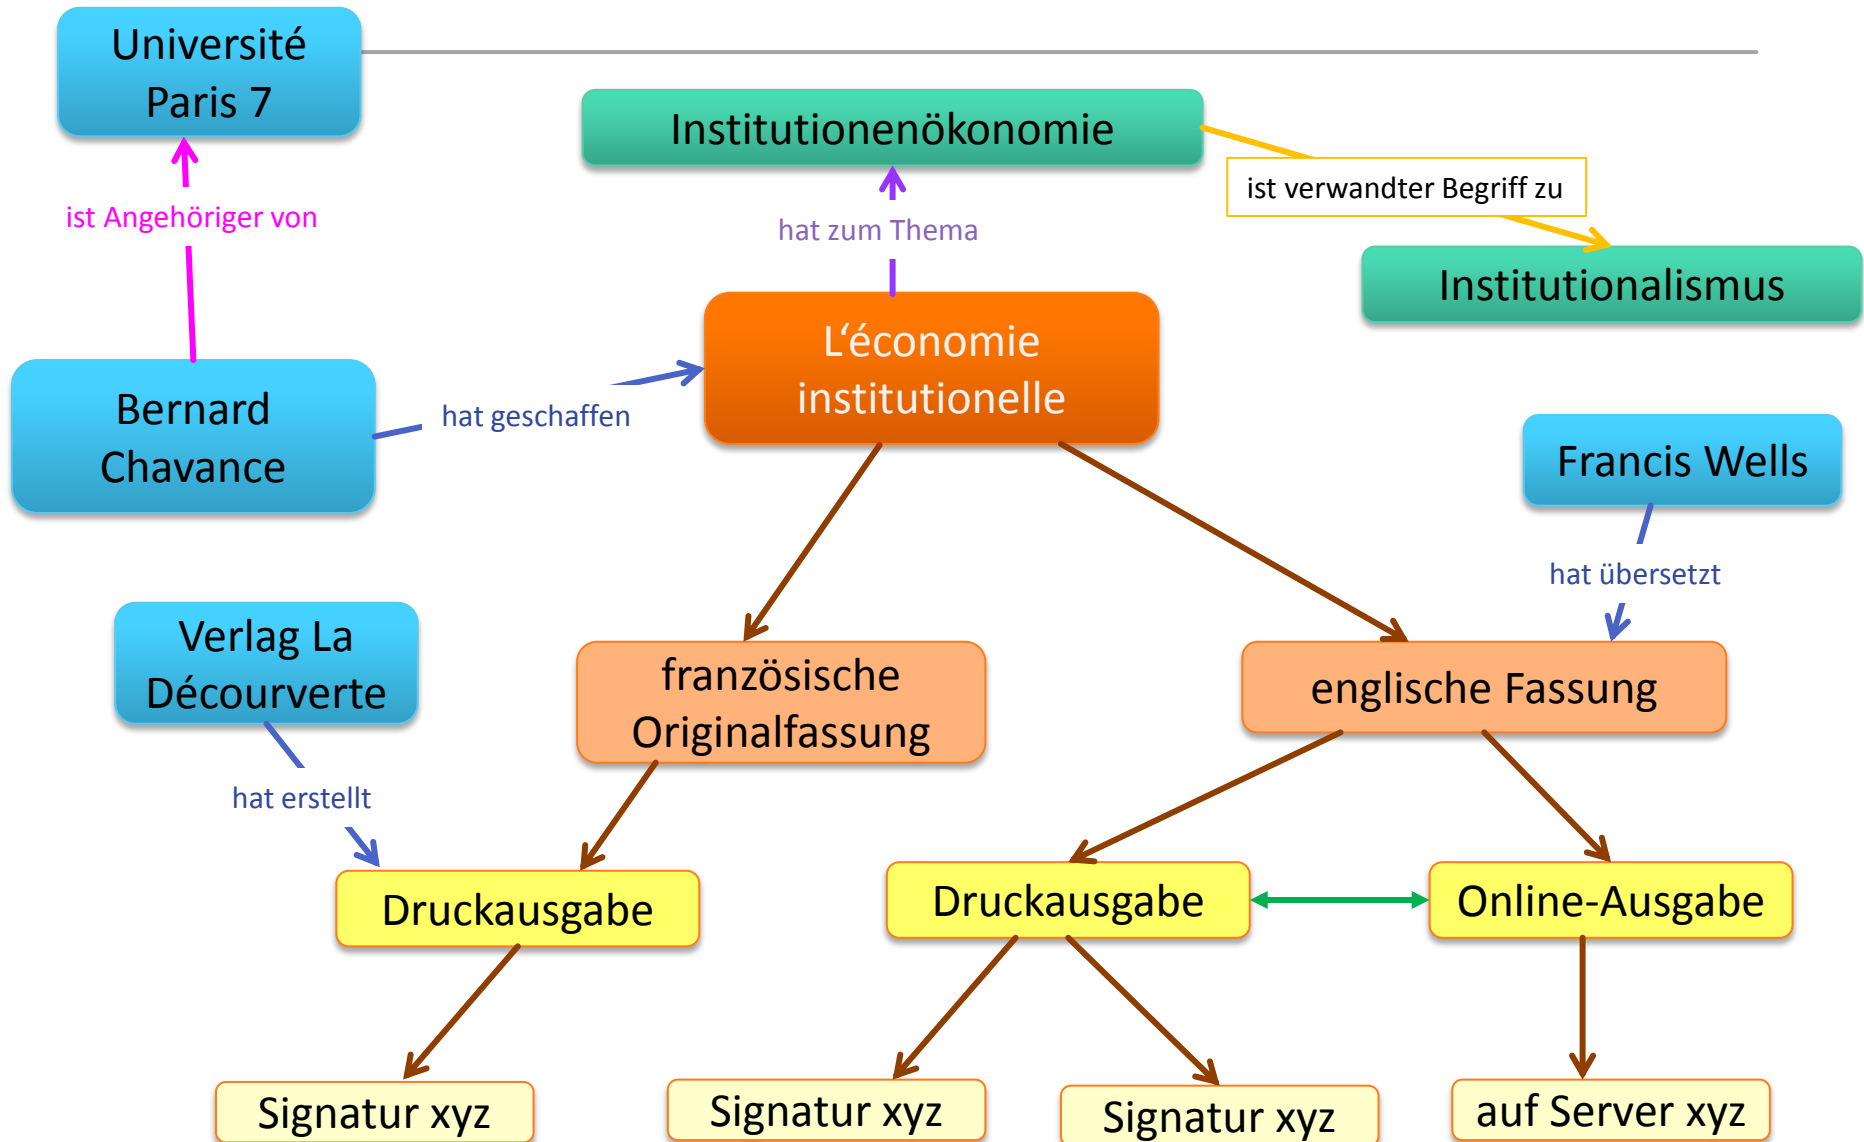 Université
Paris 7
Institutionenökonomie
ist verwandter Begriff zu
ist Angehöriger von
hat zum Thema
Institutionalismus
L‘économie
institutionelle
Bernard
Chavance
hat geschaffen
Francis Wells
hat übersetzt
Verlag La
Décourverte
französische
Originalfassung
englische Fassung
hat erstellt
Druckausgabe
Druckausgabe
Online-Ausgabe
Signatur xyz
Signatur xyz
Signatur xyz
auf Server xyz